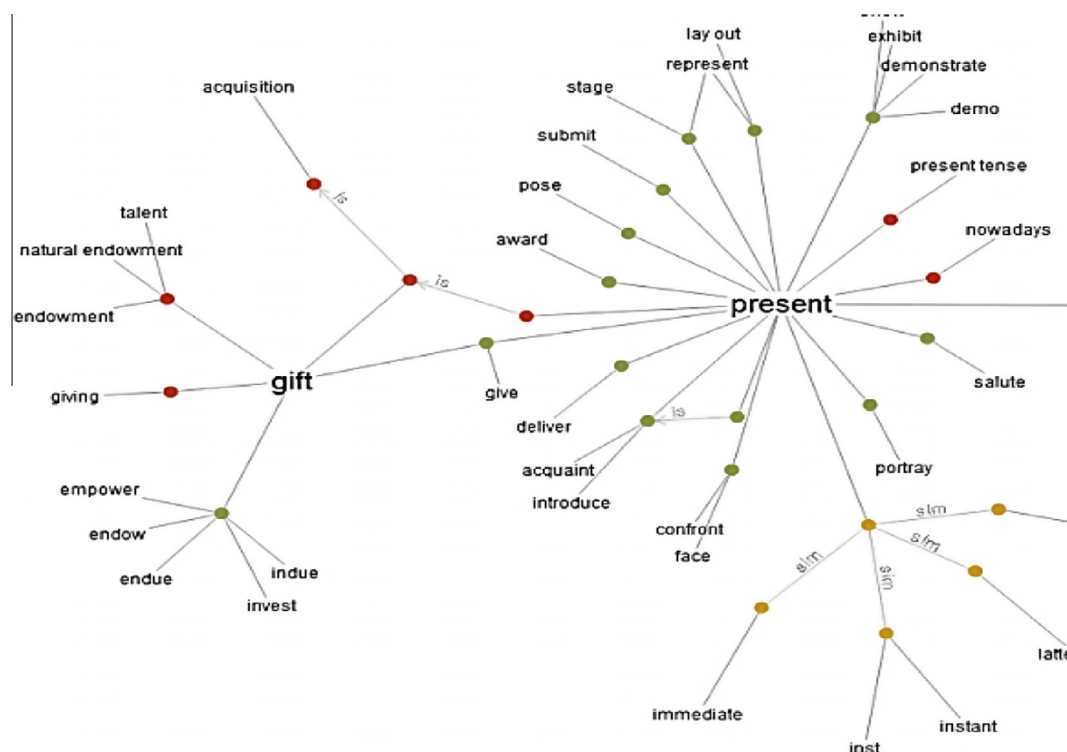 lay out
exhibit
represent
demonstrate
acquisition
stage
demo
submit
present tense
is
pose
talent
nowadays
natural endowment
award
is
present
endowment
gift
salute
giving
give
deliver
is
acquaint
portray
introduce
empower
confront
sim
endow
face
sim
sim
endue
indue
sim
invest
immediate
instant
inst